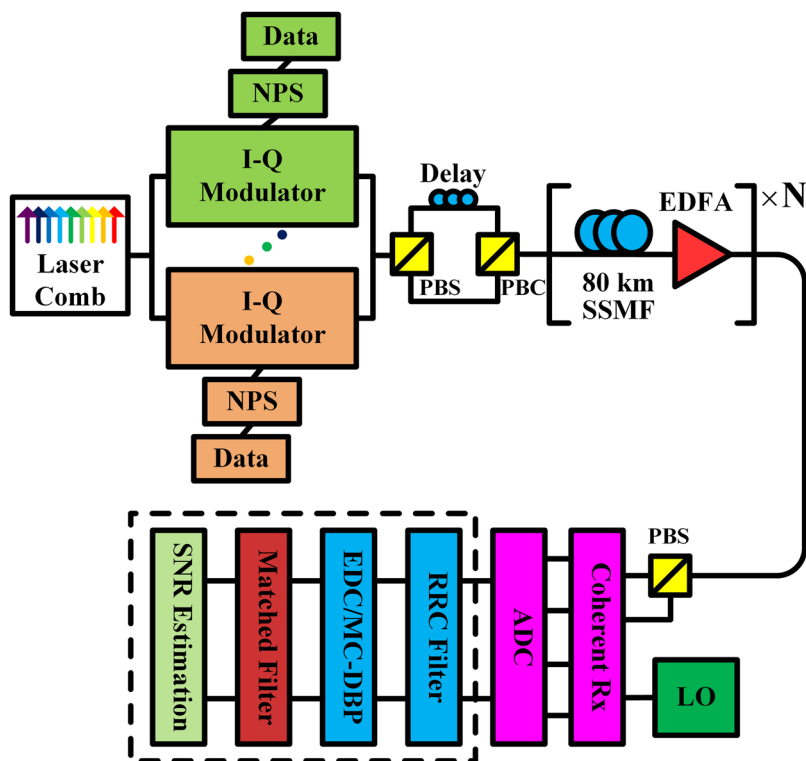 Data
NPS
I-Q
Modulator
Laser
Comb
I-Q
Modulator
NPS
Data
Delay
PBS
PBC
80 km
SSMF
EDFA
×N
SNR Estimation
Matched Filter
EDC/MC-DBP
RRC Filter
ADC
Coherent Rx
PBS
LO